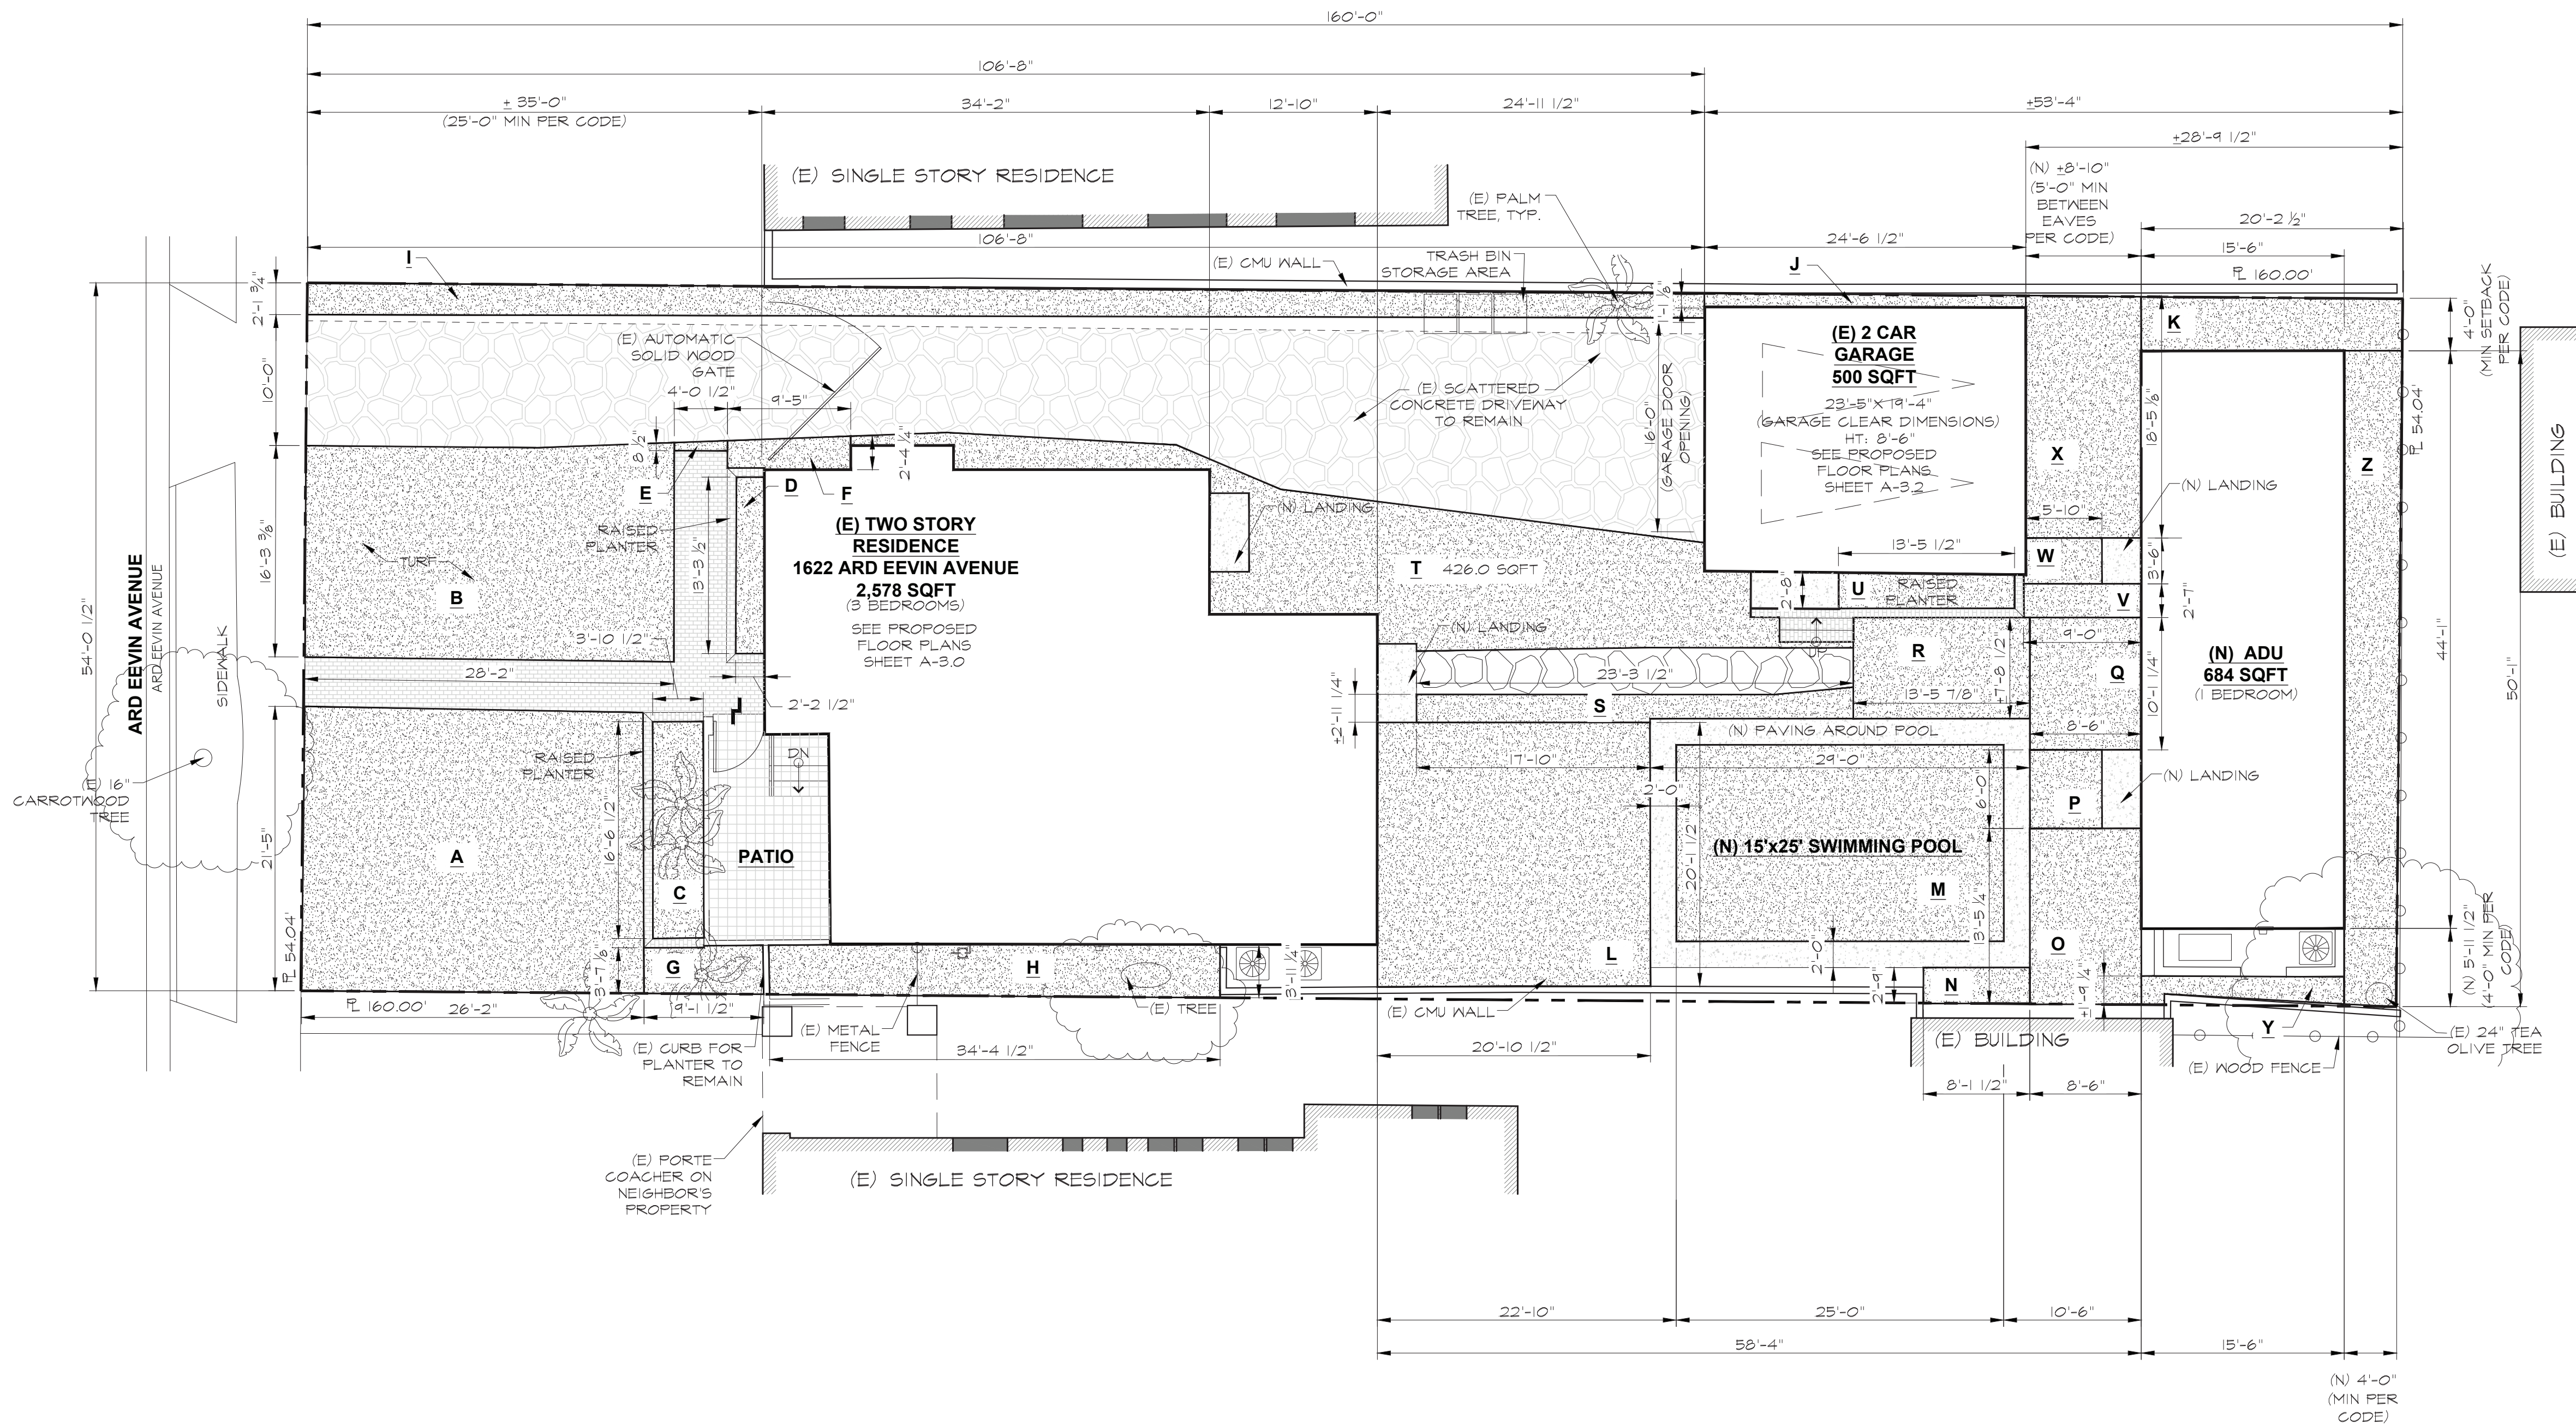 160'-0"
106'-8"
± 35'-0"
(25'-0" MIN PER CODE)
34'-2"
12'-10"
24'-11 1/2"
±53'-4"
±28'-9 1/2"
(E) SINGLE STORY RESIDENCE
(E) PALM
TREE, TYP.
(N) ±8'-10"
(5'-0" MIN
BETWEEN
EAVES
PER CODE)
20'-2 ½"
15'-6"
106'-8"
24'-6 1/2"
I
(E) CMU WALL
TRASH BIN
STORAGE AREA
J
PL 160.00'
2'-1 3/4"
1'-1 1/8"
K
4'-0"
(MIN SETBACK
PER CODE)
(E) AUTOMATIC
SOLID WOOD
GATE
4'-0 1/2"
9'-5"
10'-0"
(E) SCATTERED
CONCRETE DRIVEWAY
TO REMAIN
16'-0"
(GARAGE DOOR
OPENING)
(E) 2 CAR
GARAGE
500 SQFT
23'-5"X 19'-4"
(GARAGE CLEAR DIMENSIONS)
HT: 8'-6"
SEE PROPOSED
FLOOR PLANS
SHEET A-3.2
18'-5 1/8"
PL 54.04'
8 1/2"
2'-4 1/4"
X
Z
E
D
F
(N) LANDING
(N) LANDING
RAISED
PLANTER
(E) TWO STORY
RESIDENCE
1622 ARD EEVIN AVENUE
2,578 SQFT
(3 BEDROOMS)
SEE PROPOSED
FLOOR PLANS
SHEET A-3.0
5'-10"
13'-5 1/2"
W
3'-6"
16'-3 3/8"
13'-3 1/2"
TURF
B
T
426.0 SQFT
2'-8"
U
RAISED
PLANTER
V
2'-7"
(E) BUILDING
54'-0 1/2"
ARD EEVIN AVENUE
ARD EEVIN AVENUE
SIDEWALK
3'-10 1/2"
28'-2"
2'-2 1/2"
(N) LANDING
23'-3 1/2"
R
±7'-8 1/2"
13'-5 7/8"
9'-0"
Q
10'-1 1/4"
8'-6"
(N) ADU
684 SQFT
(1 BEDROOM)
44'-1"
50'-1"
S
±2'-11 1/4"
(N) PAVING AROUND POOL
17'-10"
29'-0"
2'-0"
6'-0"
(N) LANDING
P
RAISED
PLANTER
DN
(E) 16"
CARROTWOOD
TREE
21'-5"
A
16'-6 1/2"
C
PATIO
20'-1 1/2"
(N) 15'x25' SWIMMING POOL
M
13'-5 1/4"
PL 54.04'
G
3'-7 1/8"
H
3'-11 1/4"
L
2'-0"
2'-9"
N
O
±1'-9 1/4"
(N) 5'-11 1/2"
(4'-0" MIN PER
CODE)
PL 160.00'
26'-2"
9'-1 1/2"
(E) TREE
(E) CMU WALL
Y
(E) 24" TEA
OLIVE TREE
(E) CURB FOR
PLANTER TO
REMAIN
(E) METAL
FENCE
34'-4 1/2"
20'-10 1/2"
(E) BUILDING
(E) WOOD FENCE
8'-1 1/2"
8'-6"
(E) PORTE
COACHER ON
NEIGHBOR'S
PROPERTY
(E) SINGLE STORY RESIDENCE
22'-10"
25'-0"
10'-6"
58'-4"
15'-6"
(N) 4'-0"
(MIN PER
CODE)